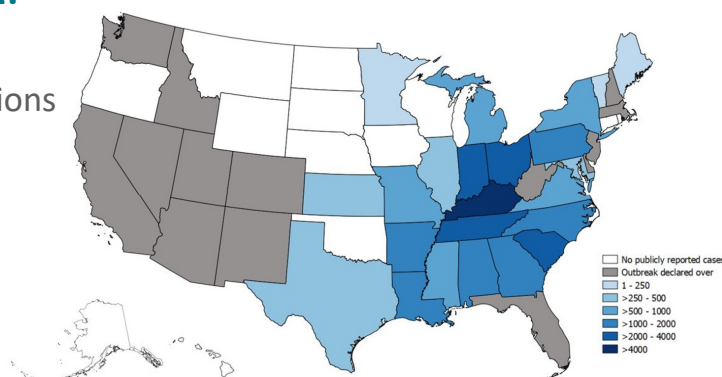 ions
No publicly reported cases
Outbreak declared over
1 - 250
>250 - 500
>500 - 1000
>1000 - 2000
>2000 - 4000
>4000